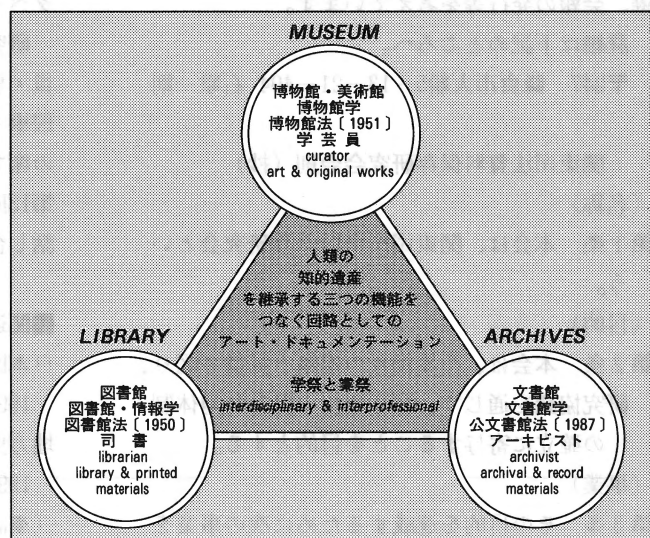 MUSEUM
博物館・美術館
博物館学
博物館法〔1951〕
学芸員
curator
art & original works
人類の
知的遺産
を継承する三つの機能を
つなぐ回路としての
アート・ドキュメンテーション
学祭と業祭
interdisciplinary & interprofessional
LIBRARY
図書館
図書館・情報学
図書館法〔1950〕
司書
librarian
library & printed
materials
ARCHIVES
文書館
文書館学
公文書館法〔1987〕
アーキビスト
archivist
archival & record
materials